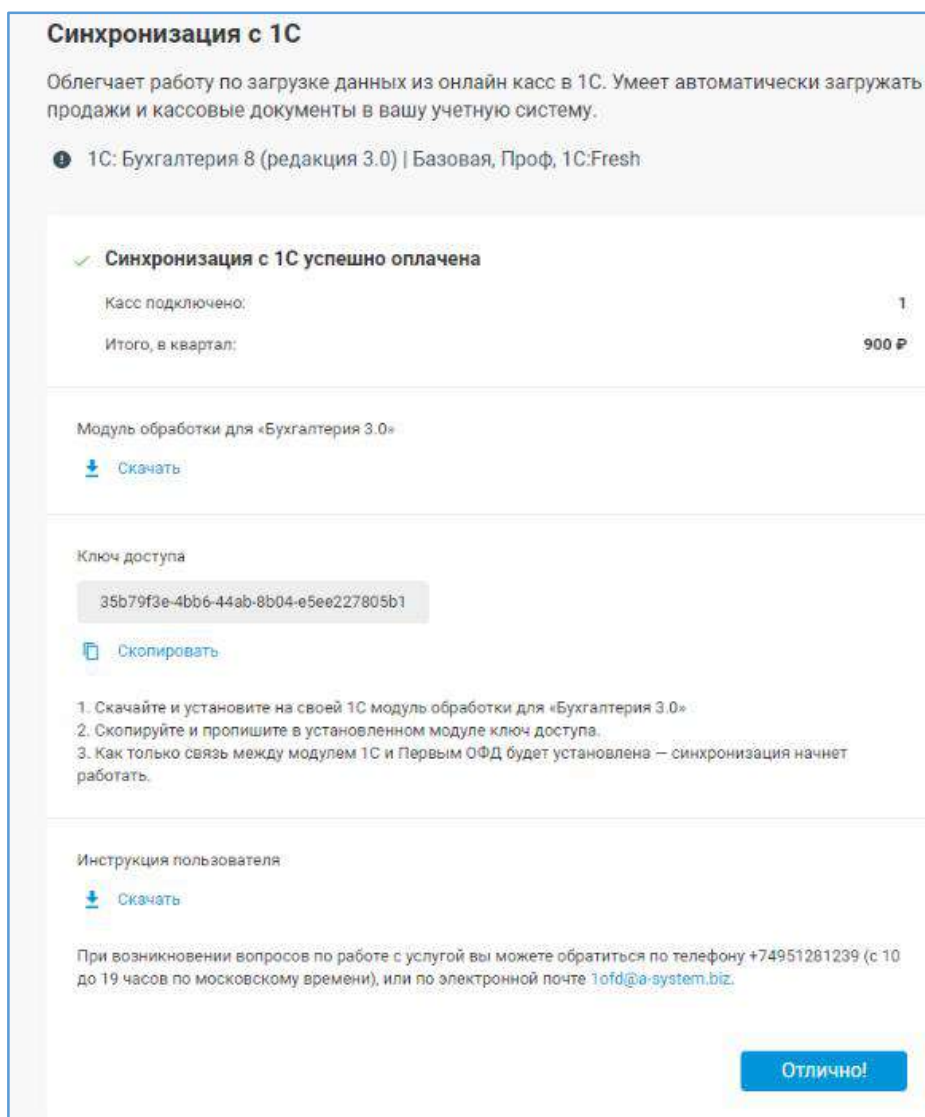 Синхронизация с 1С
Облегчает работу по загрузке данных из онлайн касс в 1С. Умеет автоматически загружать
продажи и кассовые документы в вашу учетную систему.
1С: Бухгалтерия 8 (редакция 3.0) | Базовая, Проф, 1С:Fresh
Синхронизация с 1С успешно оплачена
Касс подключено: 1
Итого, в квартал: 900 ₽
Модуль обработки для «Бухгалтерия 3.0»
Скачать
Ключ доступа
35b79f3e-4bb6-44ab-8b04-e5ee227805b1
Скопировать
1. Скачайте и установите на своей 1С модуль обработки для «Бухгалтерия 3.0»
2. Скопируйте и пропишите в установленном модуле ключ доступа.
3. Как только связь между модулем 1С и Первым ОФД будет установлена — синхронизация начнет
работать.
Инструкция пользователя
Скачать
При возникновении вопросов по работе с услугой вы можете обратиться по телефону +74951281239 (с 10
до 19 часов по московскому времени), или по электронной почте 1ofd@a-system.biz.
Отлично!